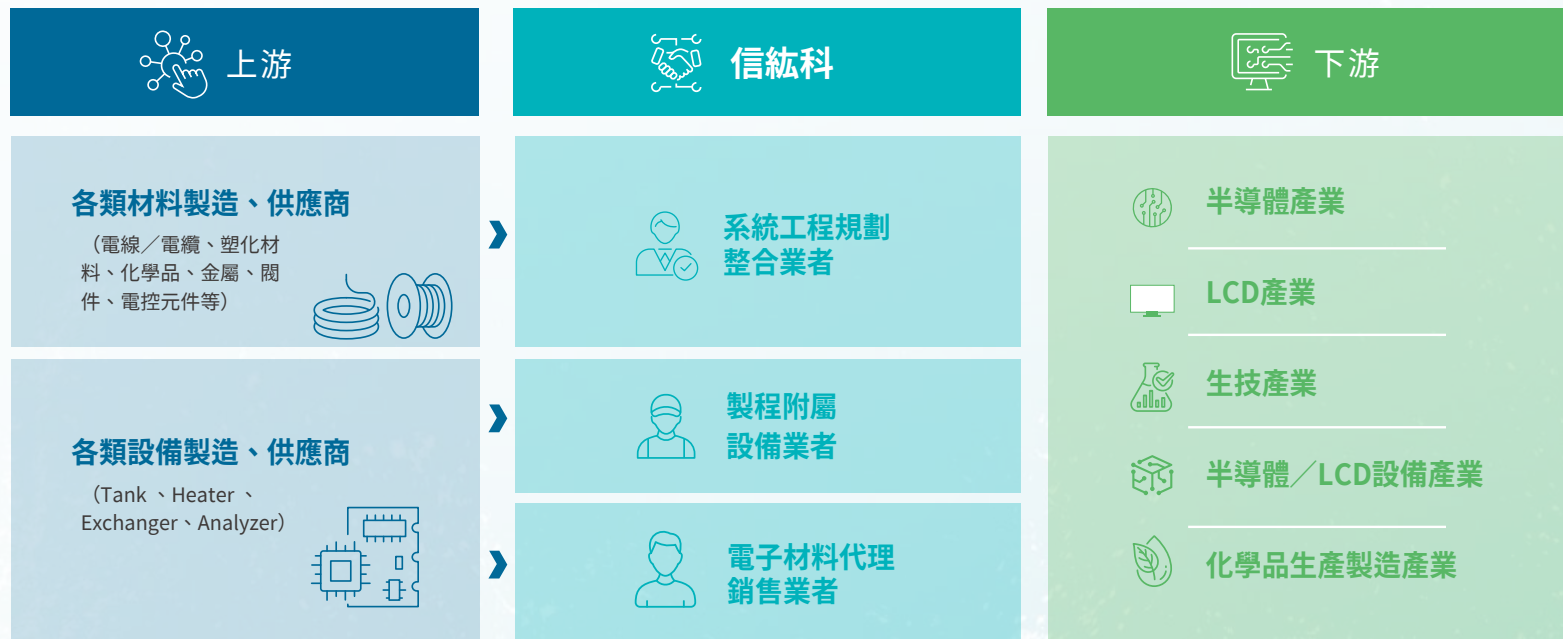 上游
各類材料製造、供應商
（電線／電纜、塑化材
料、化學品、金屬、閥
件、電控元件等）
各類設備製造、供應商
（Tank 、Heater 、
Exchanger、Analyzer）
信紘科
系統工程規劃
整合業者
製程附屬
設備業者
電子材料代理
銷售業者
下游
半導體產業
LCD產業
生技產業
半導體／LCD設備產業
化學品生產製造產業